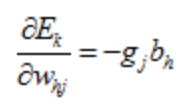 ∂E_k/∂w_hj = -g_j b_h